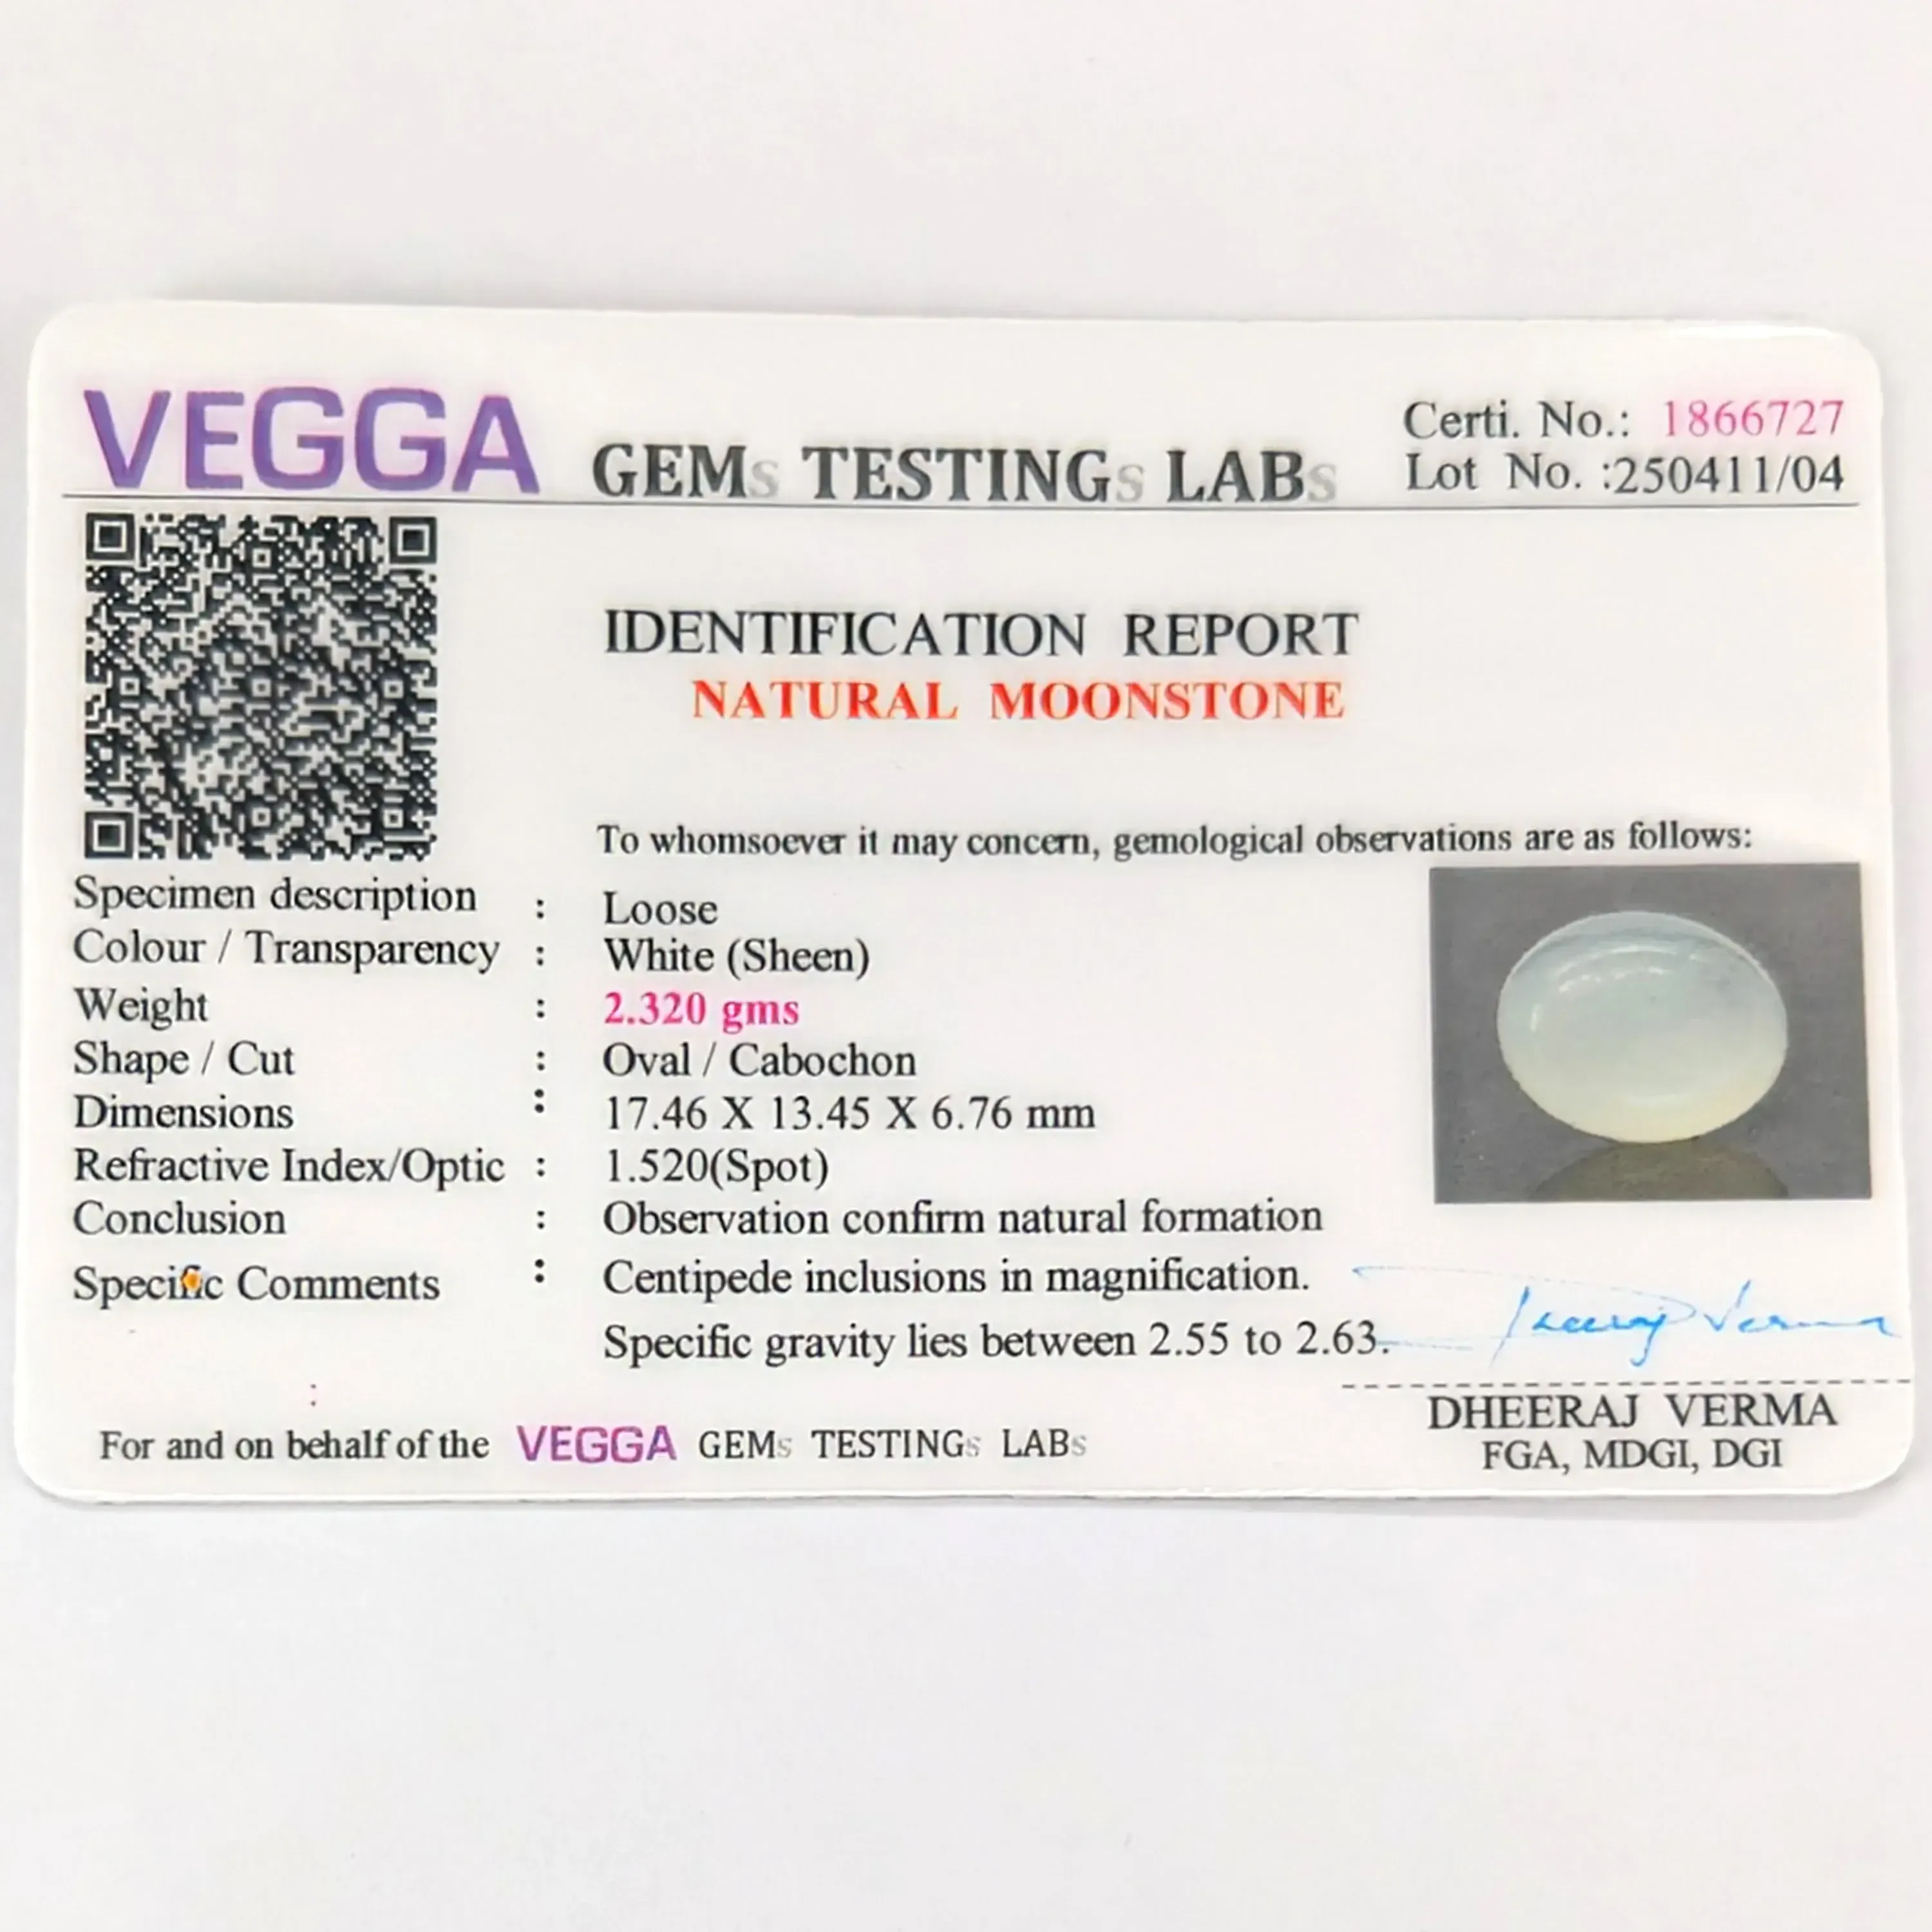 VEGGA GEMs TESTINGs LABs
Certi. No.: 1866727
Lot No. :250411/04
IDENTIFICATION REPORT
NATURAL MOONSTONE
To whomsoever it may concern, gemological observations are as follows:
Specimen description : Loose
Colour / Transparency : White (Sheen)
Weight : 2.320 gms
Shape / Cut : Oval / Cabochon
Dimensions : 17.46 X 13.45 X 6.76 mm
Refractive Index/Optic : 1.520(Spot)
Conclusion : Observation confirm natural formation
Specific Comments : Centipede inclusions in magnification.
Specific gravity lies between 2.55 to 2.63.
:
Dheeraj Verma
DHEERAJ VERMA
FGA, MDGI, DGI
For and on behalf of the VEGGA GEMs TESTINGs LABs